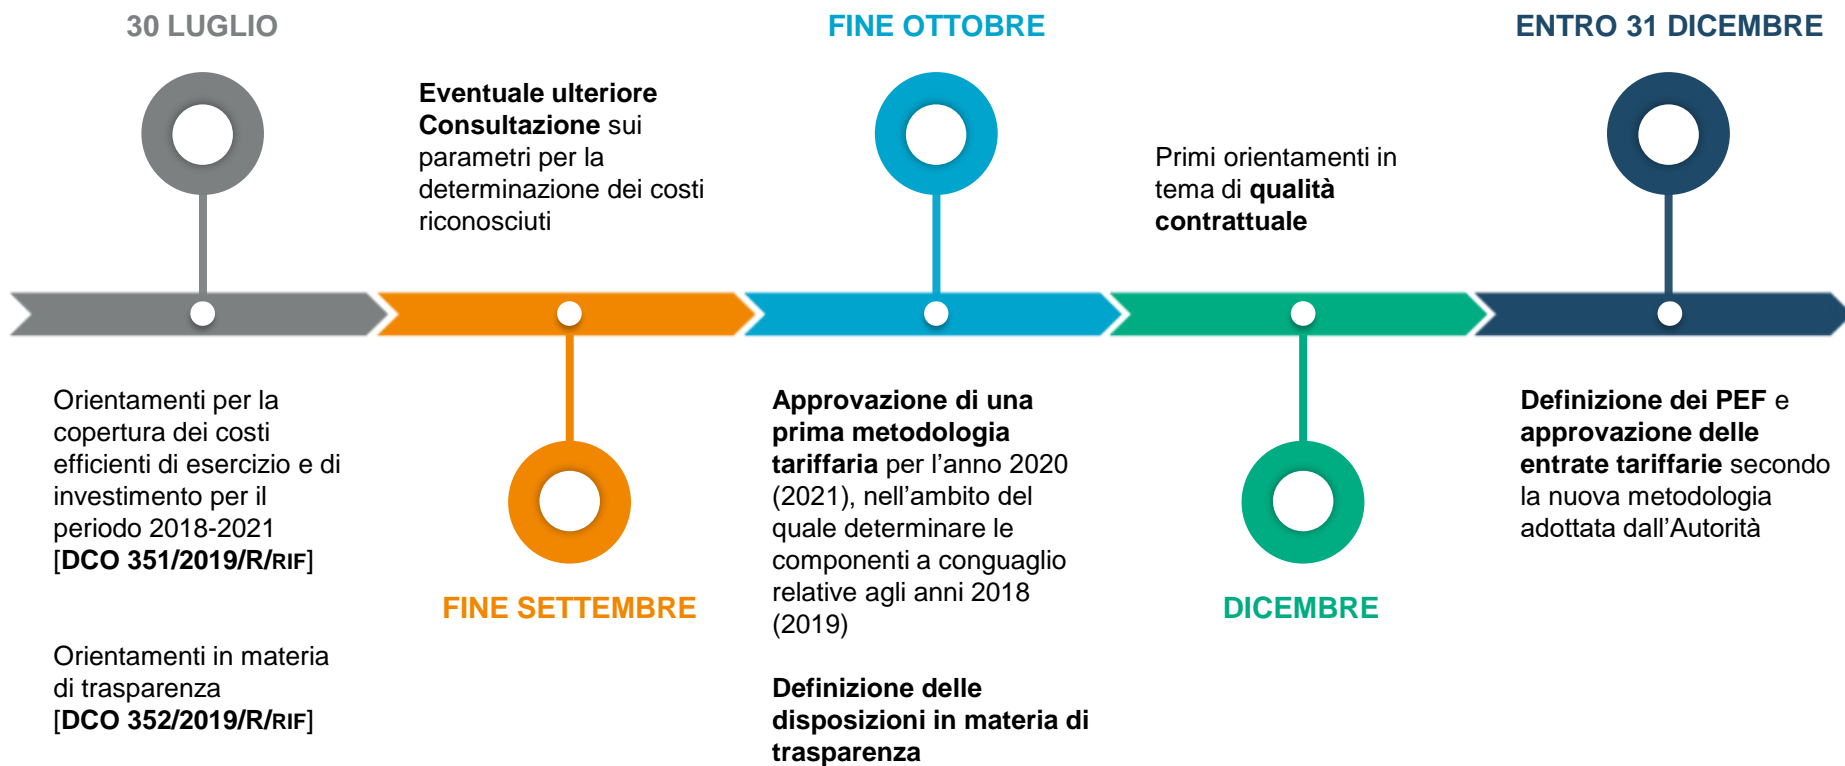 30 LUGLIO
Orientamenti per la
copertura dei costi
efficienti di esercizio e di
investimento per il
periodo 2018-2021
[DCO 351/2019/R/RIF]
Orientamenti in materia
di trasparenza
[DCO 352/2019/R/RIF]
Eventuale ulteriore
Consultazione sui
parametri per la
determinazione dei costi
riconosciuti
FINE SETTEMBRE
FINE OTTOBRE
Approvazione di una
prima metodologia
tariffaria per l’anno 2020
(2021), nell’ambito del
quale determinare le
componenti a conguaglio
relative agli anni 2018
(2019)
Definizione delle
disposizioni in materia di
trasparenza
Primi orientamenti in
tema di qualità
contrattuale
DICEMBRE
ENTRO 31 DICEMBRE
Definizione dei PEF e
approvazione delle
entrate tariffarie secondo
la nuova metodologia
adottata dall’Autorità